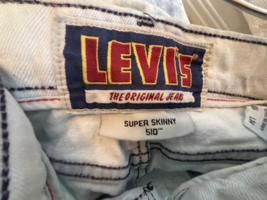 LEVI'S
THE ORIGINAL JEAN
SUPER SKINNY
510™